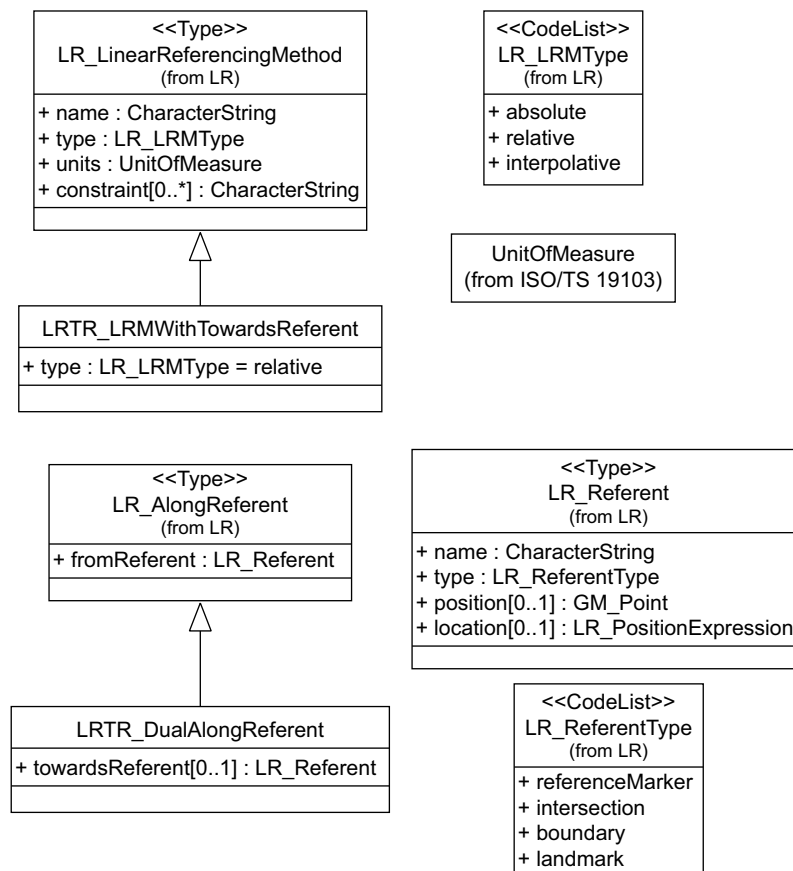 <<Type>>
LR_LinearReferencingMethod
(from LR)
+ name : CharacterString
+ type : LR_LRMType
+ units : UnitOfMeasure
+ constraint[0..*] : CharacterString
<<CodeList>>
LR_LRMType
(from LR)
+ absolute
+ relative
+ interpolative
UnitOfMeasure
(from ISO/TS 19103)
LRTR_LRMWithTowardsReferent
+ type : LR_LRMType = relative
<<Type>>
LR_AlongReferent
(from LR)
+ fromReferent : LR_Referent
<<Type>>
LR_Referent
(from LR)
+ name : CharacterString
+ type : LR_ReferentType
+ position[0..1] : GM_Point
+ location[0..1] : LR_PositionExpression
LRTR_DualAlongReferent
+ towardsReferent[0..1] : LR_Referent
<<CodeList>>
LR_ReferentType
(from LR)
+ referenceMarker
+ intersection
+ boundary
+ landmark